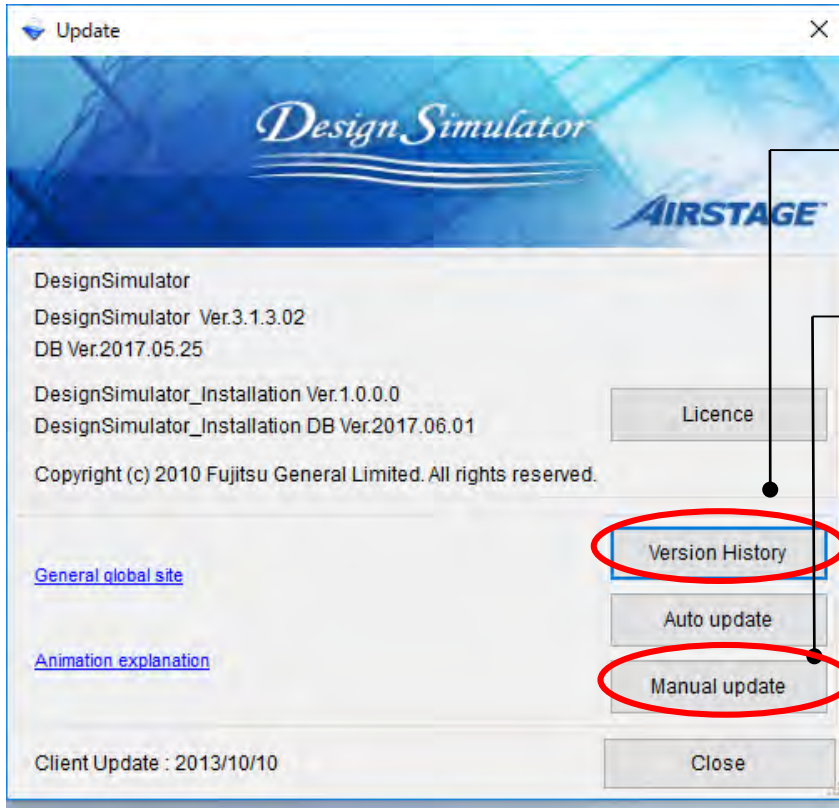 Update
Design Simulator
AIRSTAGE
DesignSimulator
DesignSimulator Ver.3.1.3.02
DB Ver.2017.05.25
DesignSimulator_Installation Ver.1.0.0.0
DesignSimulator_Installation DB Ver.2017.06.01
Licence
Copyright (c) 2010 Fujitsu General Limited. All rights reserved.
Version History
General global site
Auto update
Animation explanation
Manual update
Client Update : 2013/10/10
Close